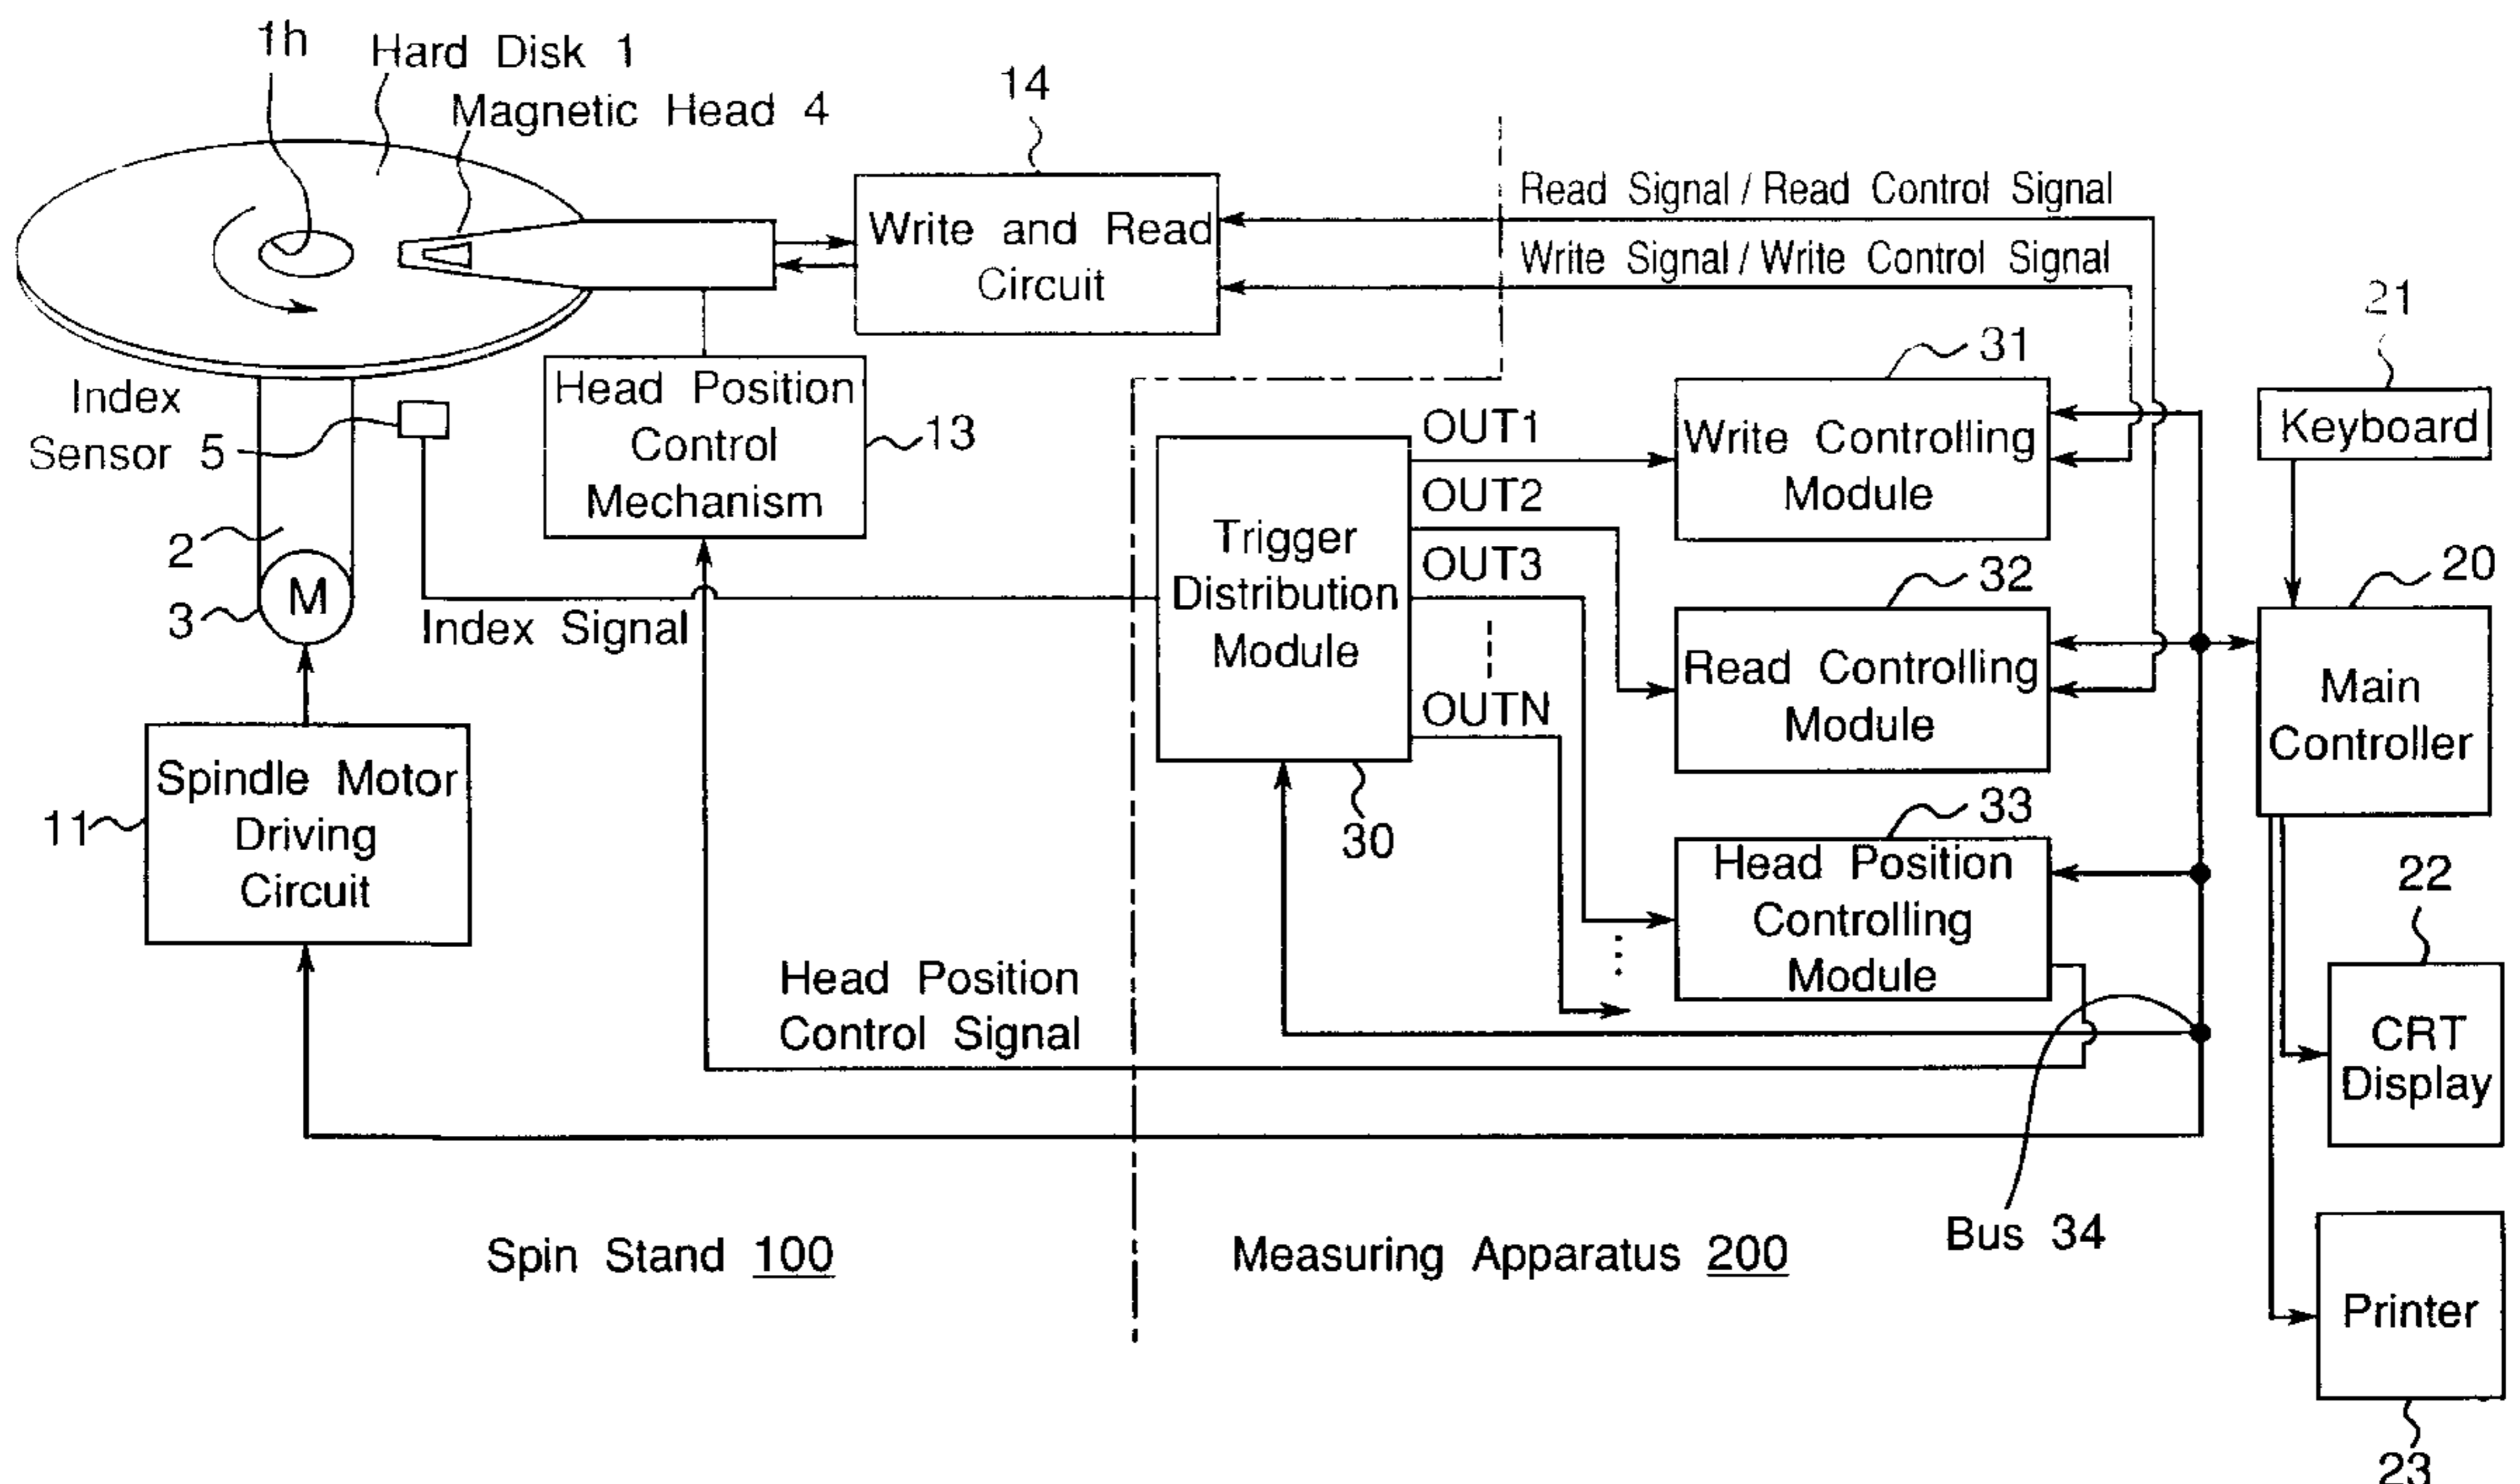 1h
Hard Disk 1
Magnetic Head 4
14
Write and Read
Circuit
Read Signal / Read Control Signal
Write Signal / Write Control Signal
Index
Sensor 5
2
3
M
Index Signal
Head Position
Control
Mechanism
13
Spindle Motor
Driving
Circuit
11
Head Position
Control Signal
Trigger
Distribution
Module
30
OUT1
OUT2
OUT3
OUTN
31
Write Controlling
Module
32
Read Controlling
Module
33
Head Position
Controlling
Module
21
Keyboard
20
Main
Controller
22
CRT
Display
Printer
23
Bus 34
Spin Stand 100
Measuring Apparatus 200